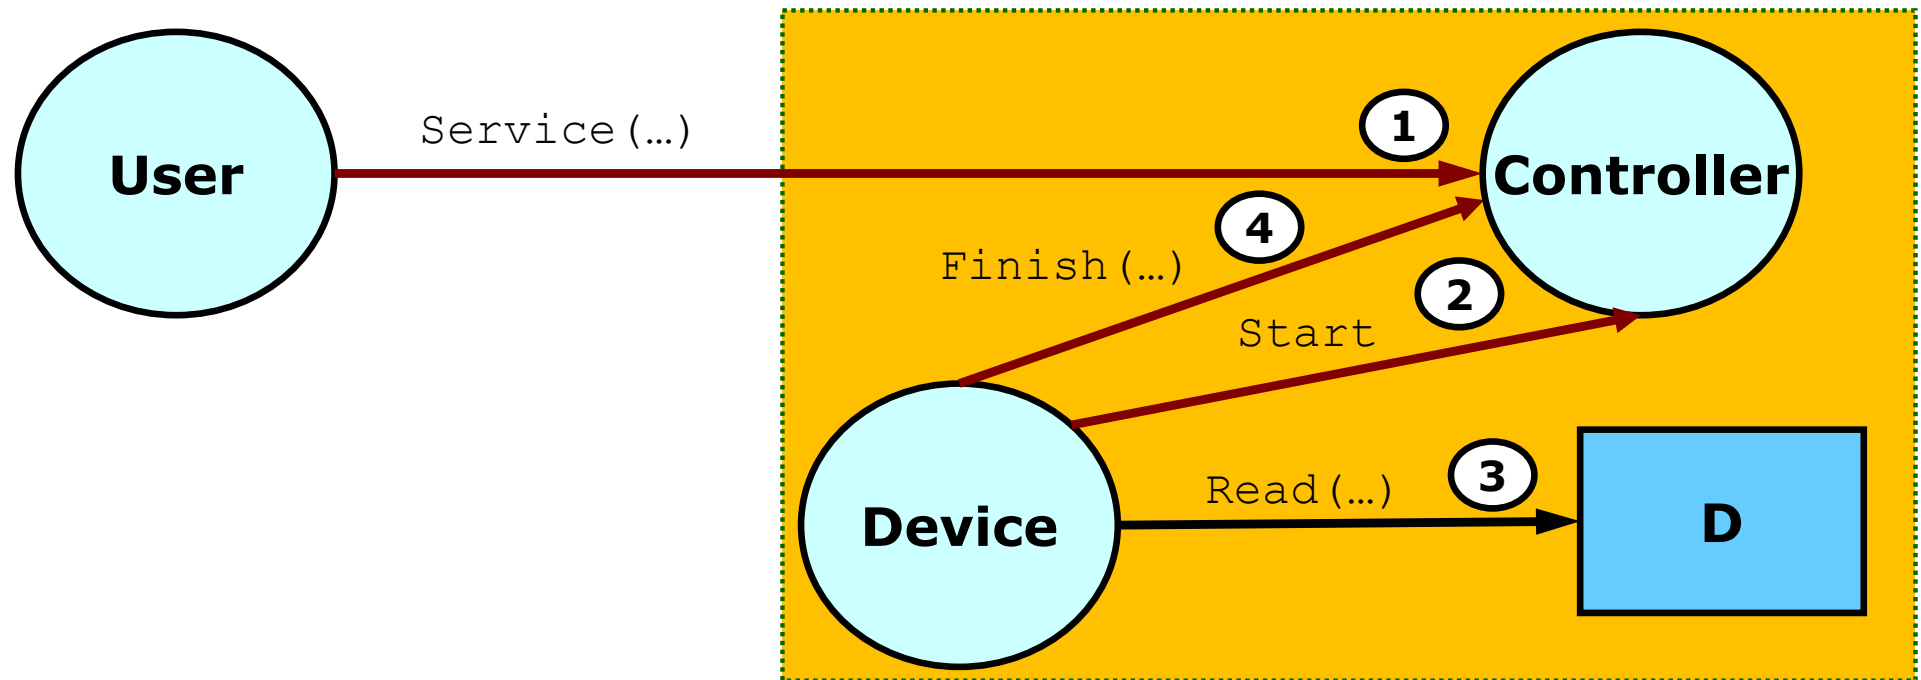 Service(…)
1
User
Controller
4
Finish(…)
2
Start
3
Read(…)
Device
D